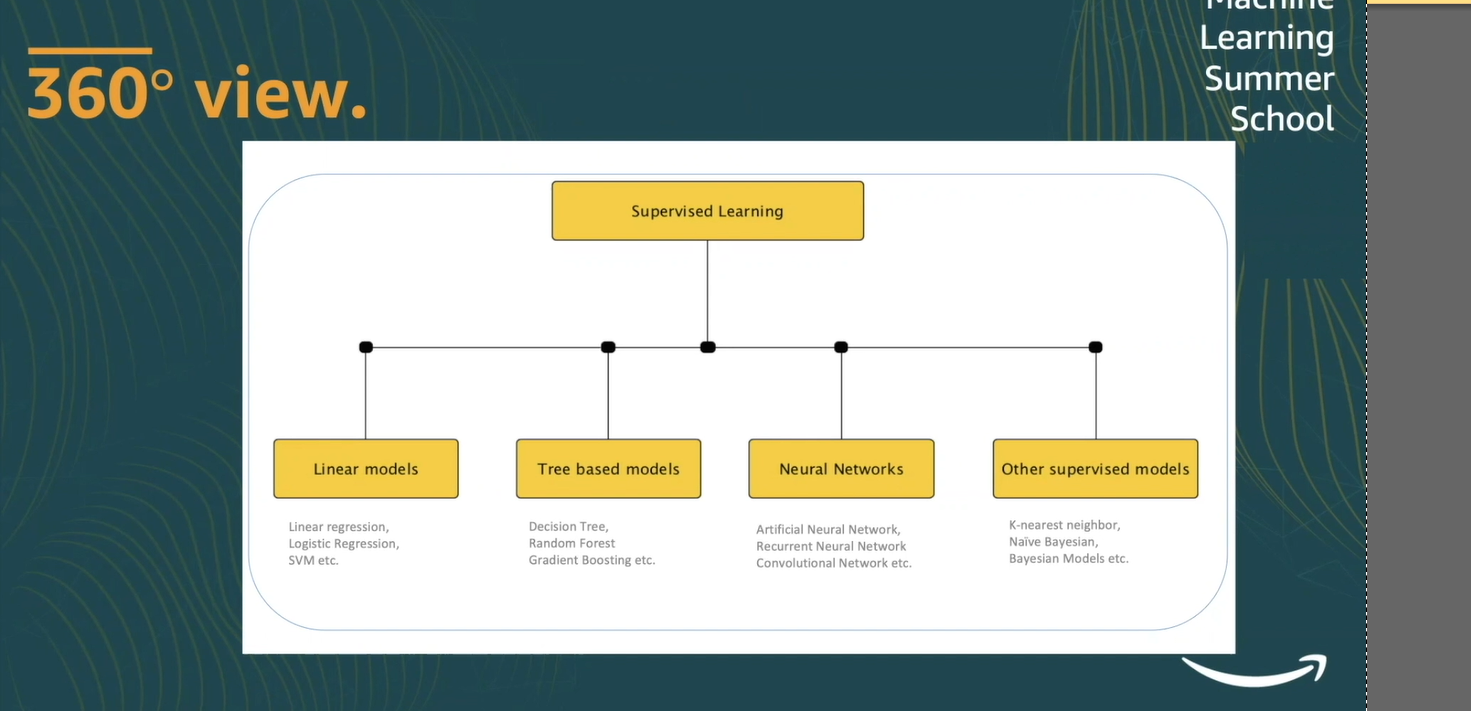 360° view.
Machine
Learning
Summer
School
Supervised Learning
Linear models
Tree based models
Neural Networks
Other supervised models
Linear regression,
Logistic Regression,
SVM etc.
Decision Tree,
Random Forest
Gradient Boosting etc.
Artificial Neural Network,
Recurrent Neural Network
Convolutional Network etc.
K-nearest neighbor,
Naïve Bayesian,
Bayesian Models etc.